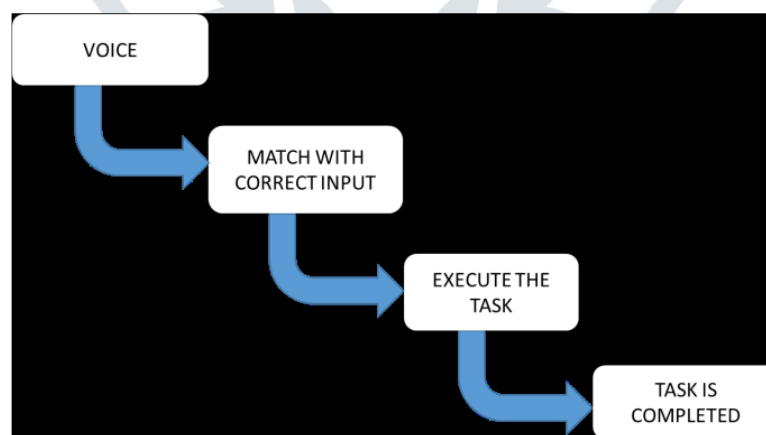 VOICE
MATCH WITH
CORRECT INPUT
EXECUTE THE
TASK
TASK IS
COMPLETED